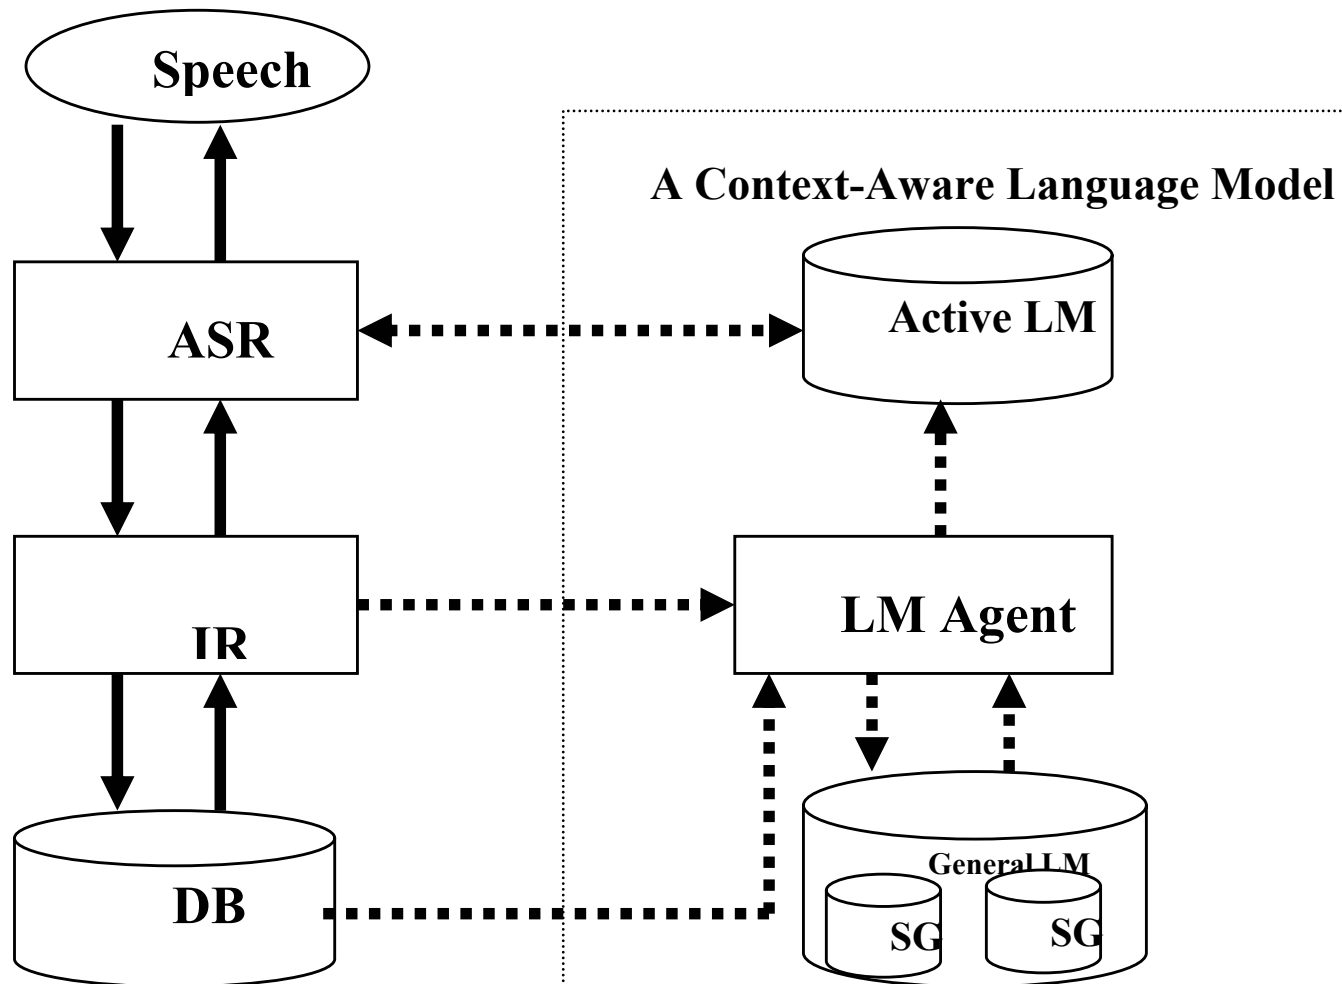 Speech
A Context-Aware Language Model
Active LM
ASR
LM Agent
IR
General LM
DB
SG
SG